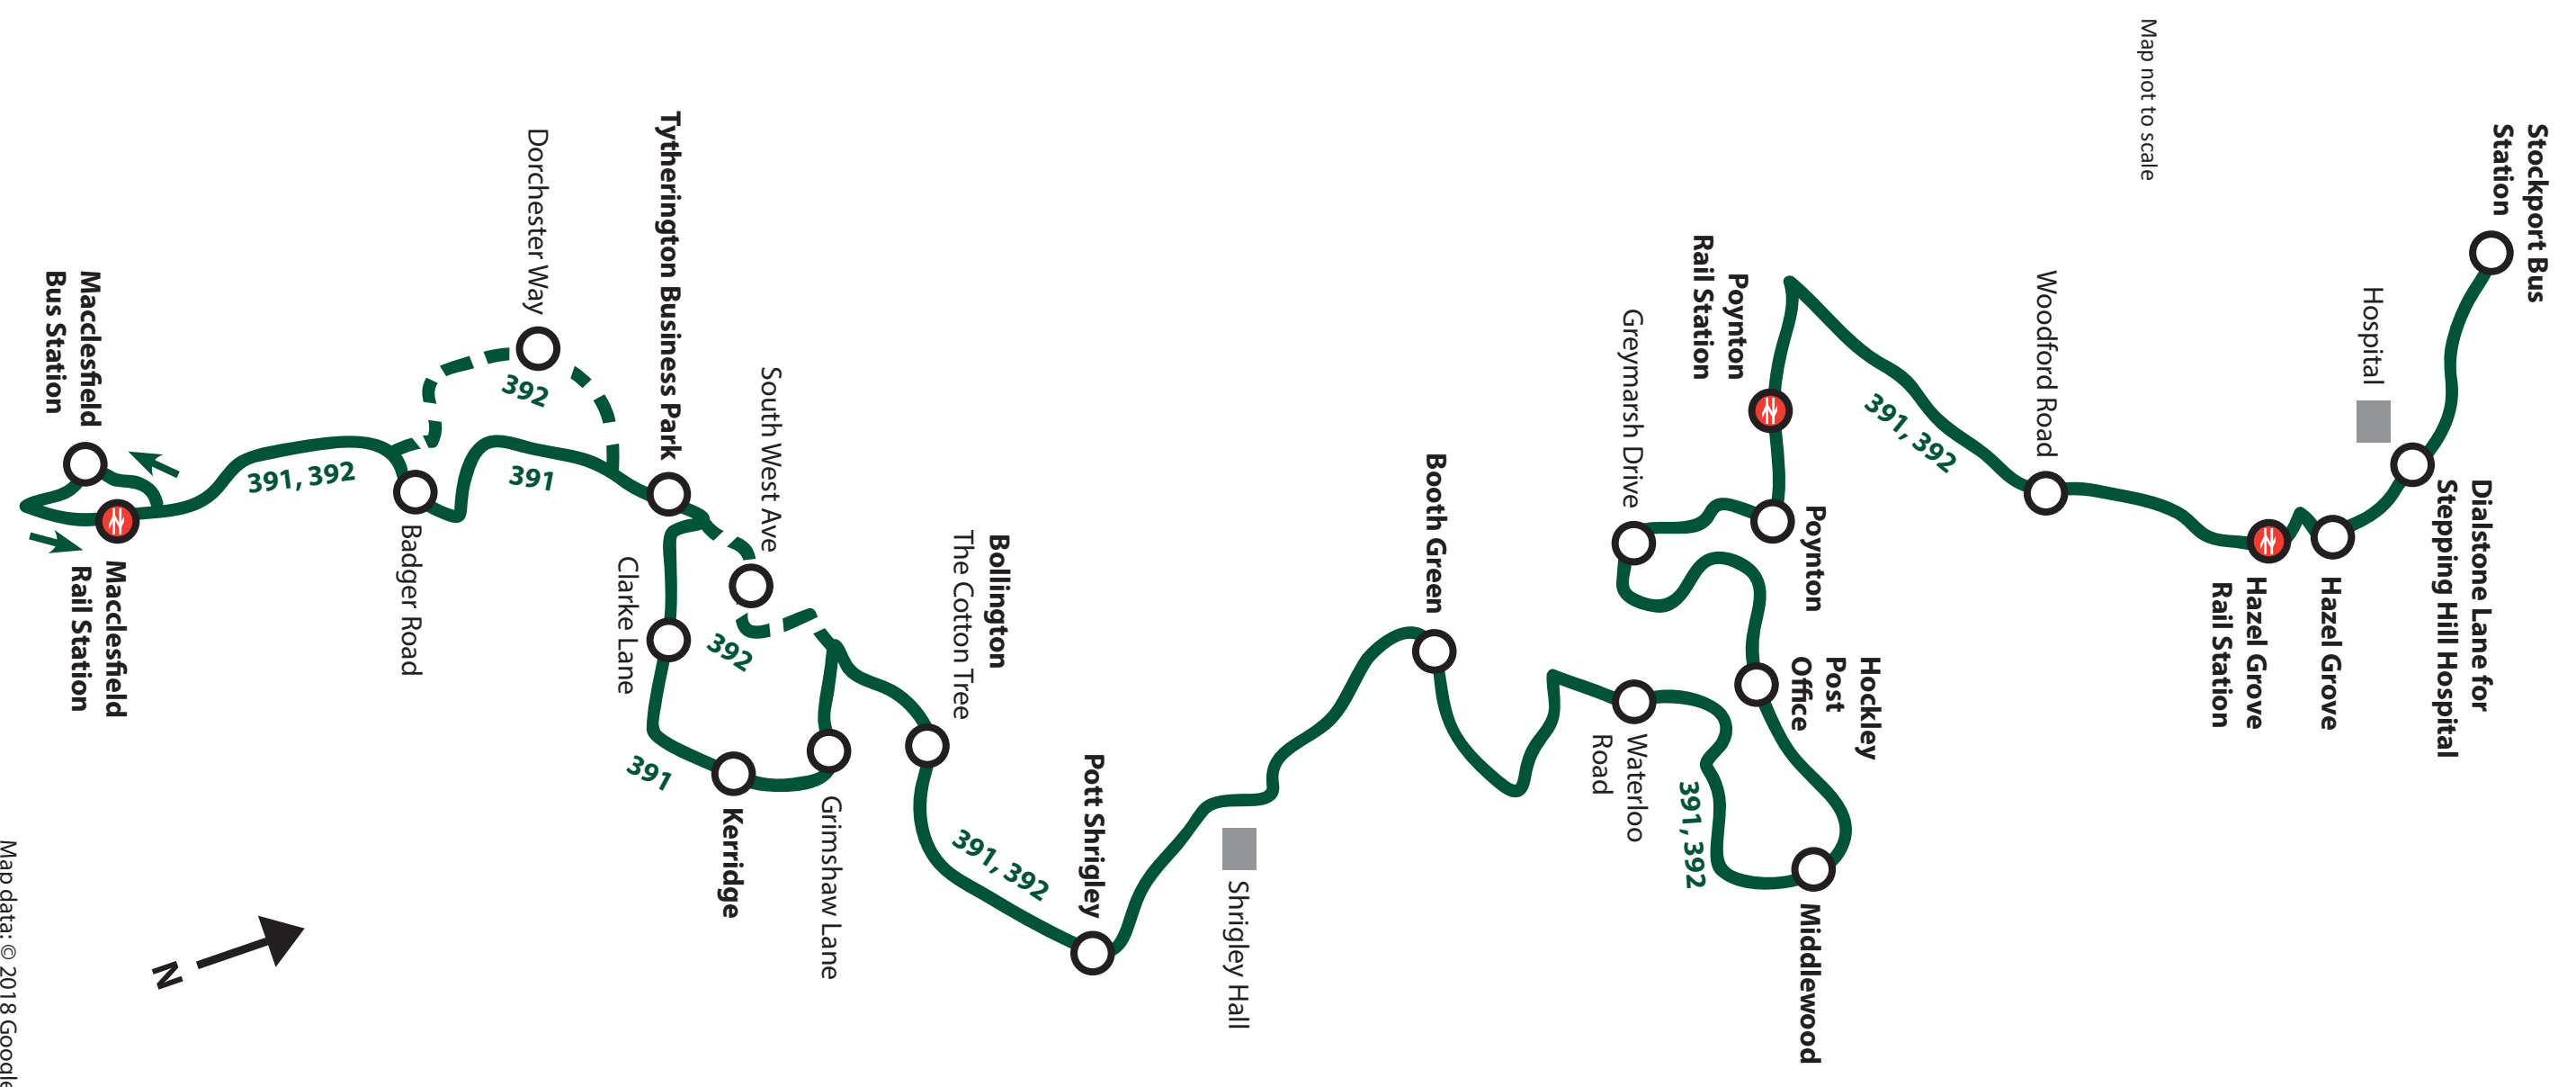 Stockport Bus
Station
Map not to scale
Hospital
Dialstone Lane for
Stepping Hill Hospital
Hazel Grove
Hazel Grove
Rail Station
Woodford Road
391, 392
Poynton
Rail Station
Poynton
Greymarsh Drive
Hockley
Post
Office
Middlewood
391, 392
Waterloo
Road
Booth Green
Shrigley Hall
Pott Shrigley
391, 392
Bollington
The Cotton Tree
South West Ave
392
Grimshaw Lane
Kerridge
391
Clarke Lane
Tytherington Business Park
Dorchester Way
392
391
Badger Road
391, 392
Macclesfield
Bus Station
Macclesfield
Rail Station
N
Map data: © 2018 Google